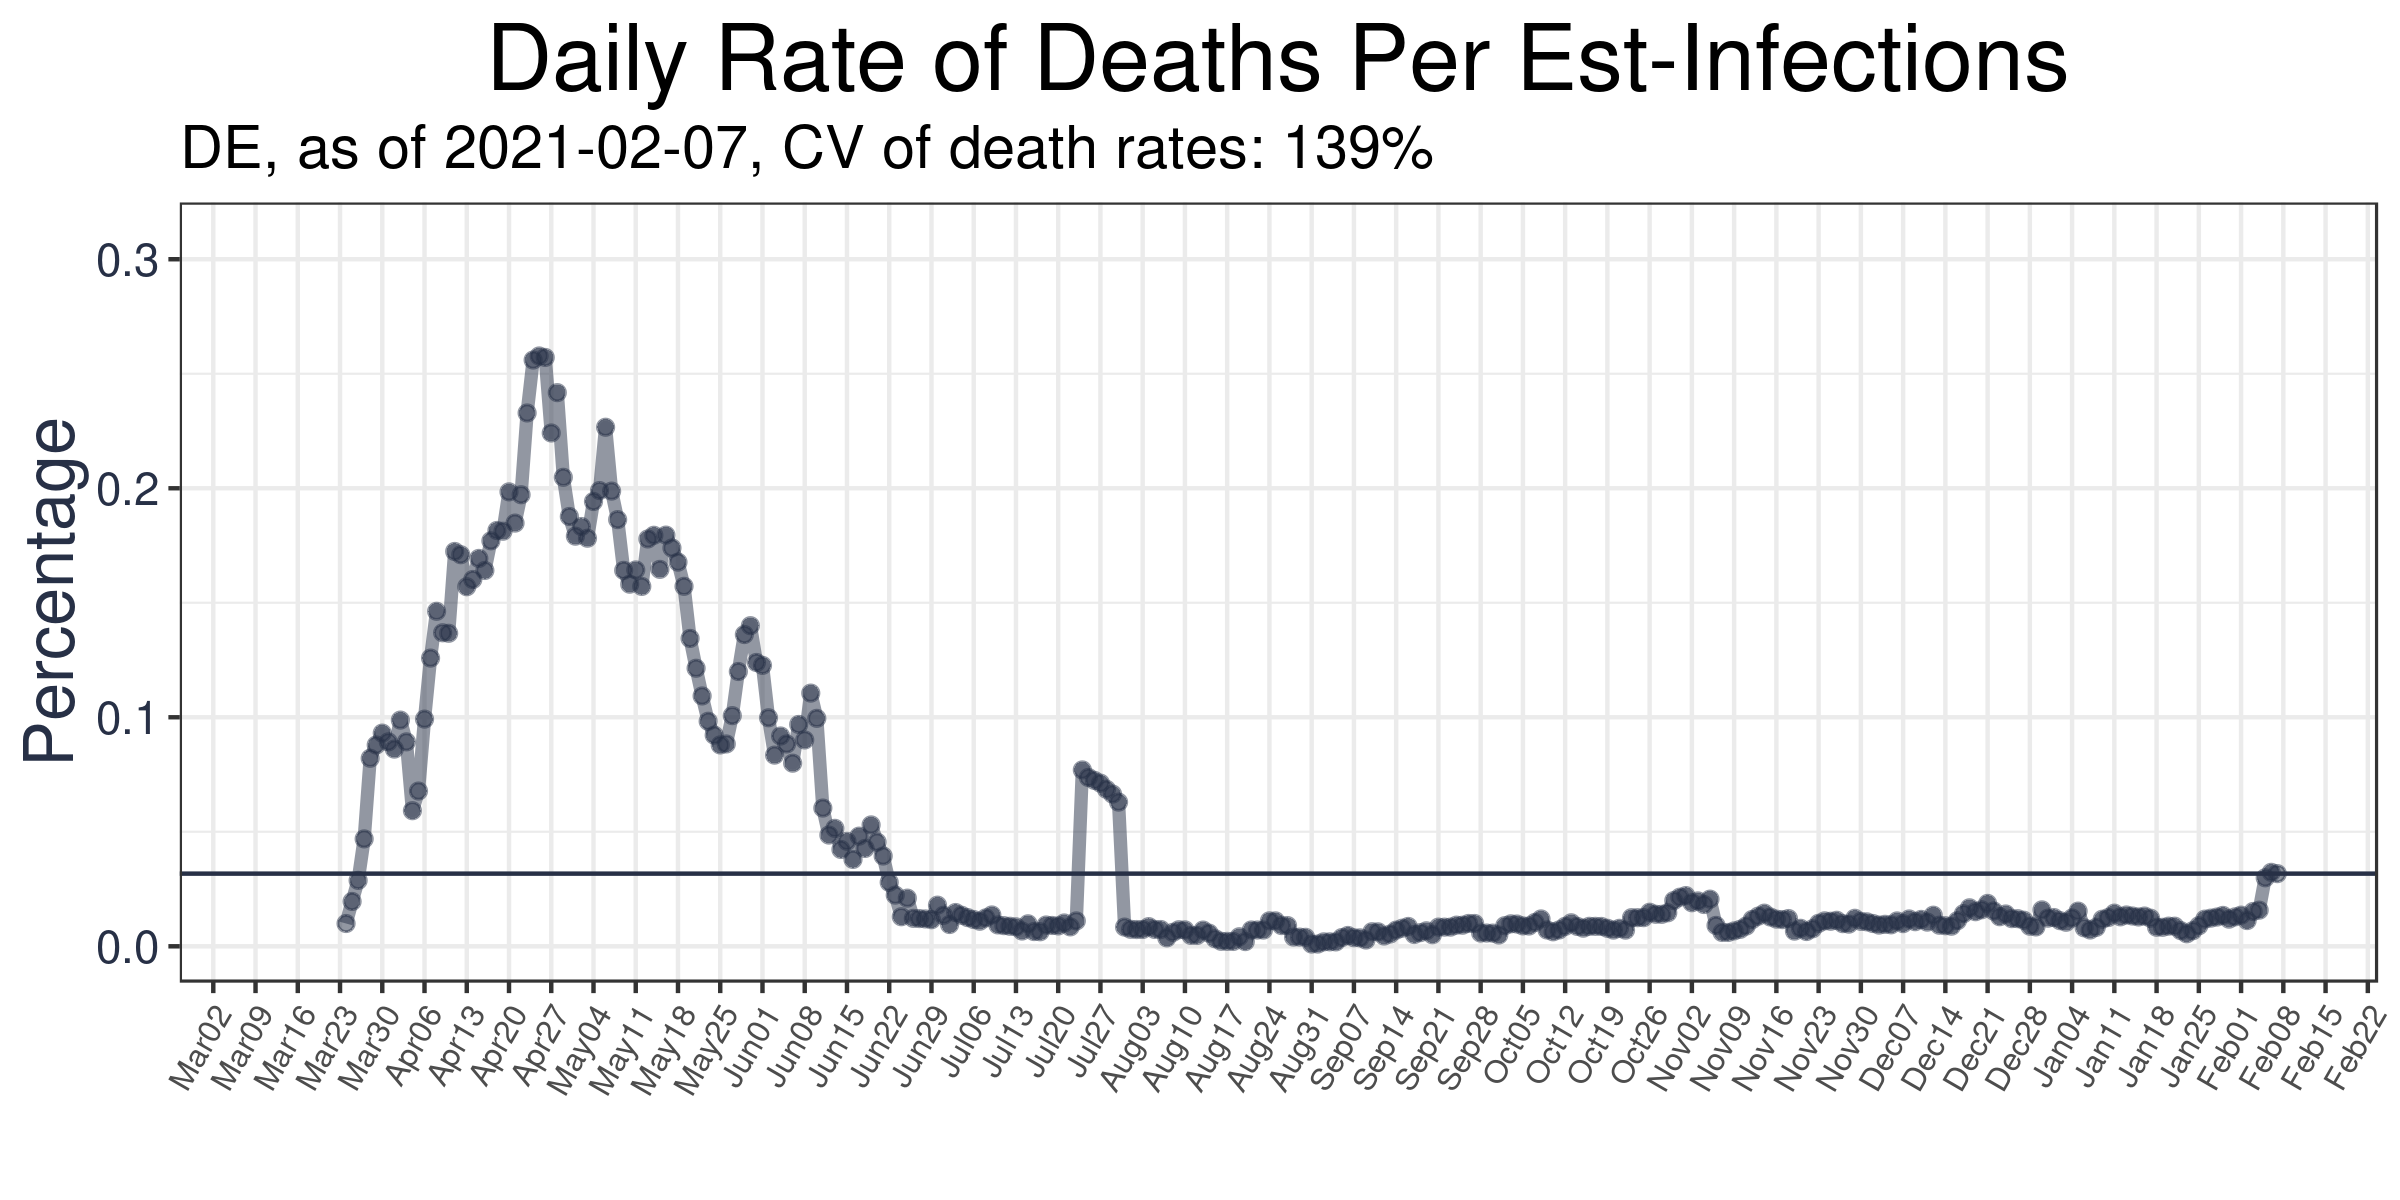 Daily Rate of Deaths Per Est-Infections
DE, as of 2021-02-07, CV of death rates: 139%
Percentage
0.3
0.2
0.1
0.0
Mar02
Mar09
Mar16
Mar23
Mar30
Apr06
Apr13
Apr20
Apr27
May04
May11
May18
May25
Jun01
Jun08
Jun15
Jun22
Jun29
Jul06
Jul13
Jul20
Jul27
Aug03
Aug10
Aug17
Aug24
Aug31
Sep07
Sep14
Sep21
Sep28
Oct05
Oct12
Oct19
Oct26
Nov02
Nov09
Nov16
Nov23
Nov30
Dec07
Dec14
Dec21
Dec28
Jan04
Jan11
Jan18
Jan25
Feb01
Feb08
Feb15
Feb22